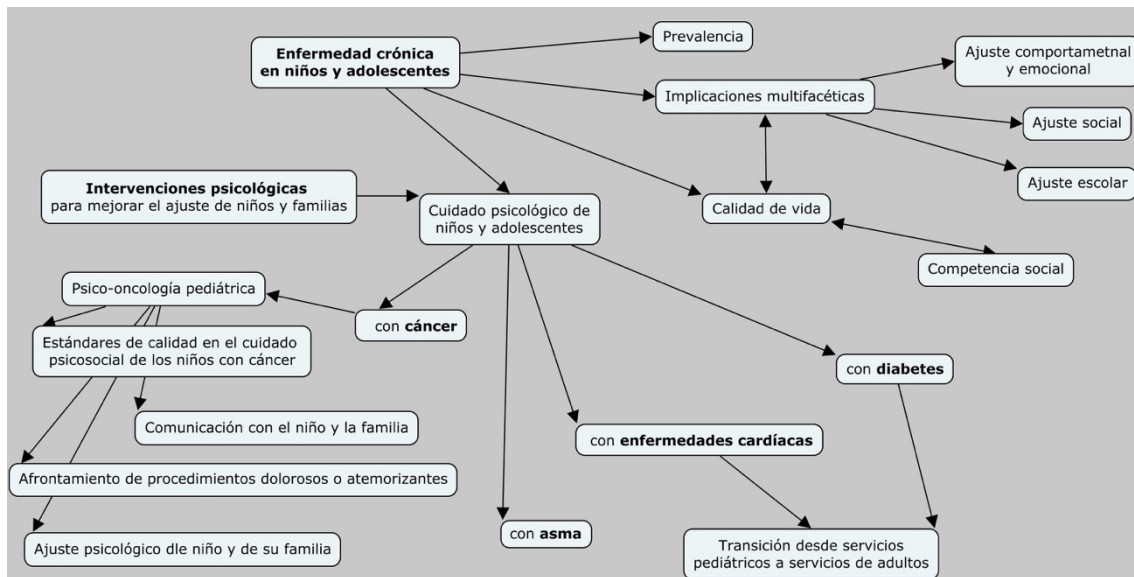 Enfermedad crónica
en niños y adolescentes
Prevalencia
Ajuste comportametnal
y emocional
Implicaciones multifacéticas
Ajuste social
Ajuste escolar
Intervenciones psicológicas
para mejorar el ajuste de niños y familias
Cuidado psicológico de
niños y adolescentes
Calidad de vida
Competencia social
Psico-oncología pediátrica
con cáncer
Estándares de calidad en el cuidado
psicosocial de los niños con cáncer
con diabetes
Comunicación con el niño y la familia
con enfermedades cardíacas
Afrontamiento de procedimientos dolorosos o atemorizantes
con asma
Ajuste psicológico dle niño y de su familia
Transición desde servicios
pediátricos a servicios de adultos